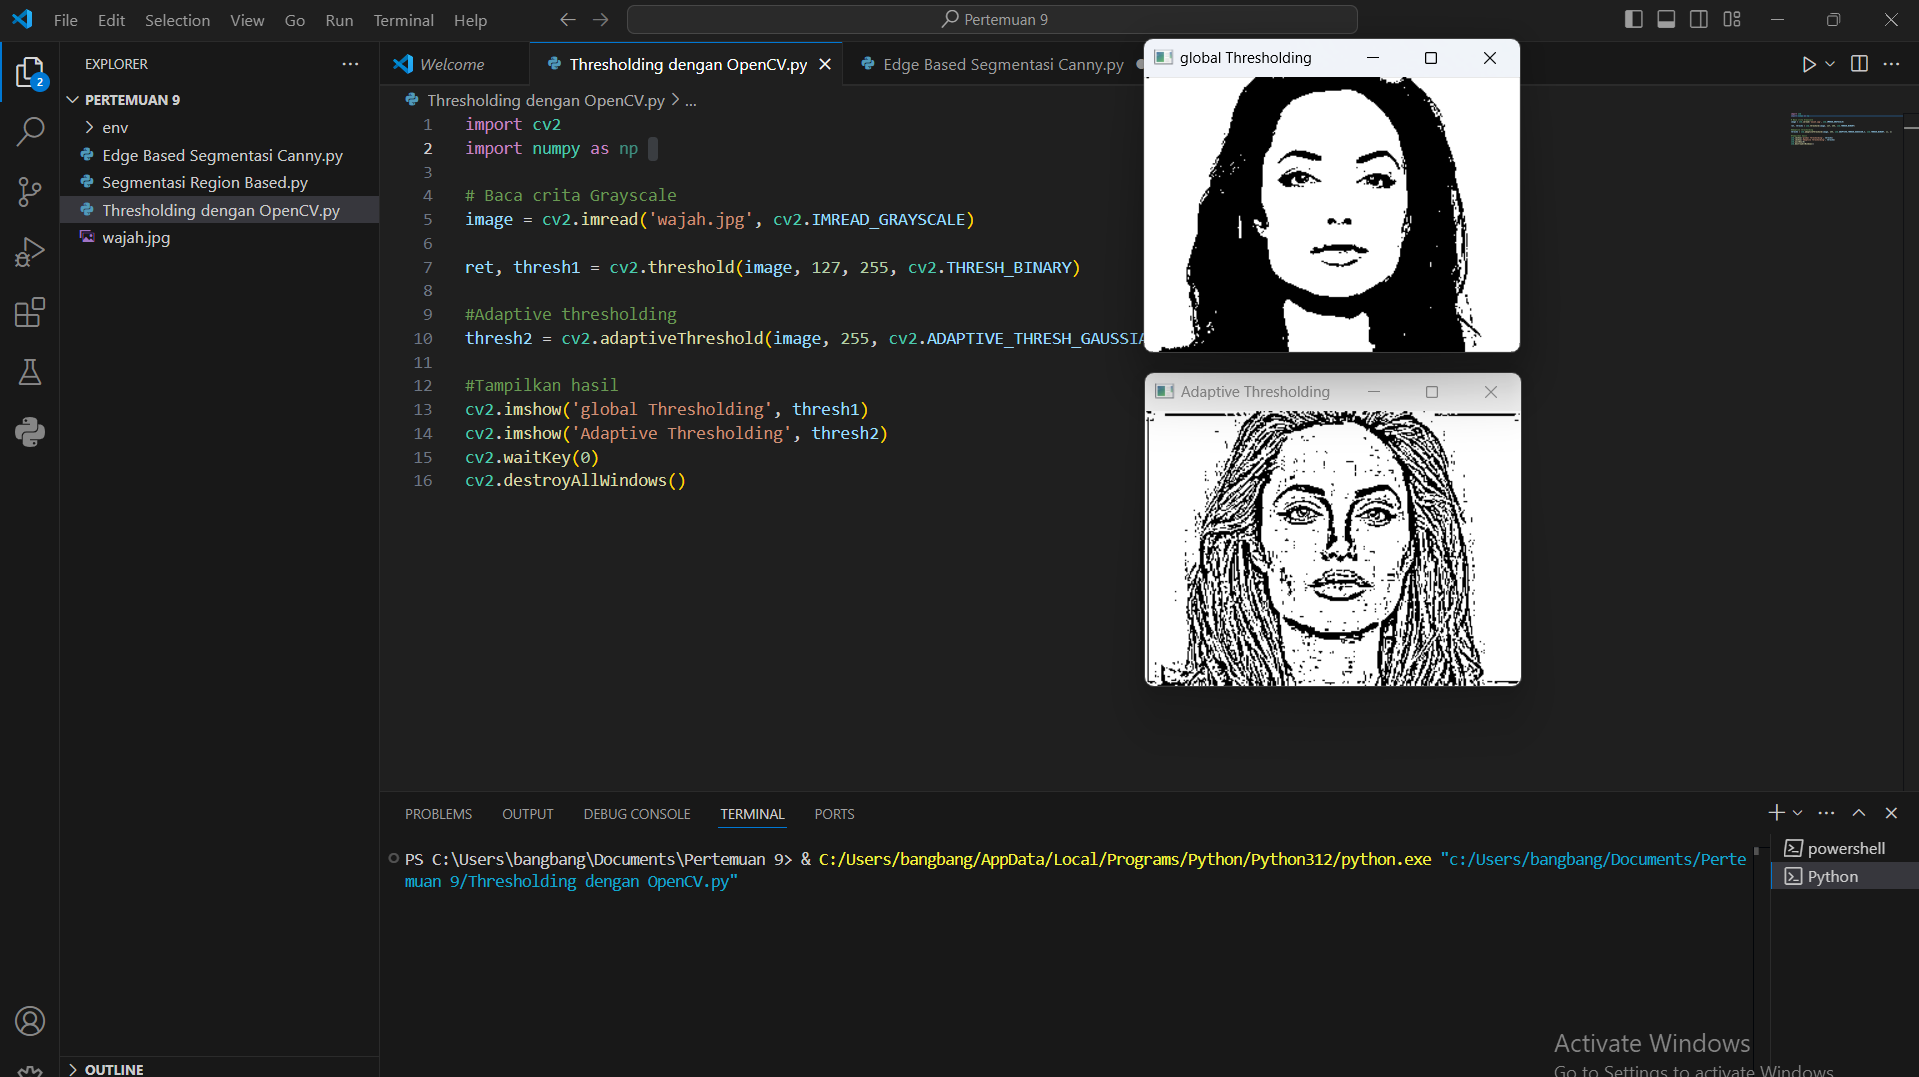 File Edit Selection View Go Run Terminal Help
Pertemuan 9
EXPLORER
PERTEMUAN 9
env
Edge Based Segmentasi Canny.py
Segmentasi Region Based.py
Thresholding dengan OpenCV.py
wajah.jpg
OUTLINE
2
Welcome
Thresholding dengan OpenCV.py
Edge Based Segmentasi Canny.py
Thresholding dengan OpenCV.py > ...
1 import cv2
2 import numpy as np
3
4 # Baca crita Grayscale
5 image = cv2.imread('wajah.jpg', cv2.IMREAD_GRAYSCALE)
6
7 ret, thresh1 = cv2.threshold(image, 127, 255, cv2.THRESH_BINARY)
8
9 #Adaptive thresholding
10 thresh2 = cv2.adaptiveThreshold(image, 255, cv2.ADAPTIVE_THRESH_GAUSSIA
11
12 #Tampilkan hasil
13 cv2.imshow('global Thresholding', thresh1)
14 cv2.imshow('Adaptive Thresholding', thresh2)
15 cv2.waitKey(0)
16 cv2.destroyAllWindows()
global Thresholding
Adaptive Thresholding
PROBLEMS OUTPUT DEBUG CONSOLE TERMINAL PORTS
PS C:\Users\bangbang\Documents\Pertemuan 9> & C:/Users/bangbang/AppData/Local/Programs/Python/Python312/python.exe "c:/Users/bangbang/Documents/Perte
muan 9/Thresholding dengan OpenCV.py"
powershell
Python
Activate Windows
Go to Settings to activate Windows.